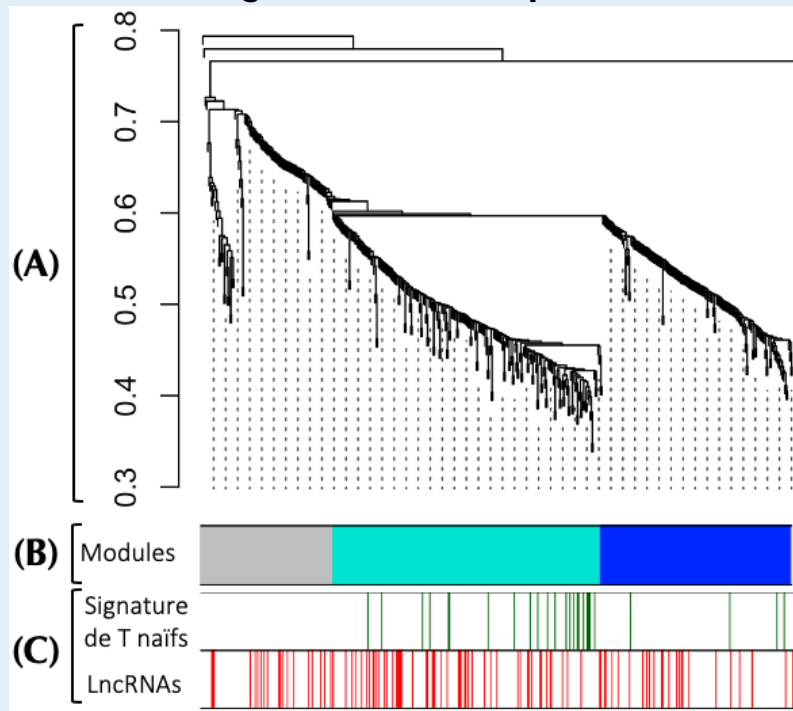 0.8
0.7
0.6
0.5
0.4
0.3
(A)
(B)
Modules
(C)
Signature
de T naïfs
LncRNAs